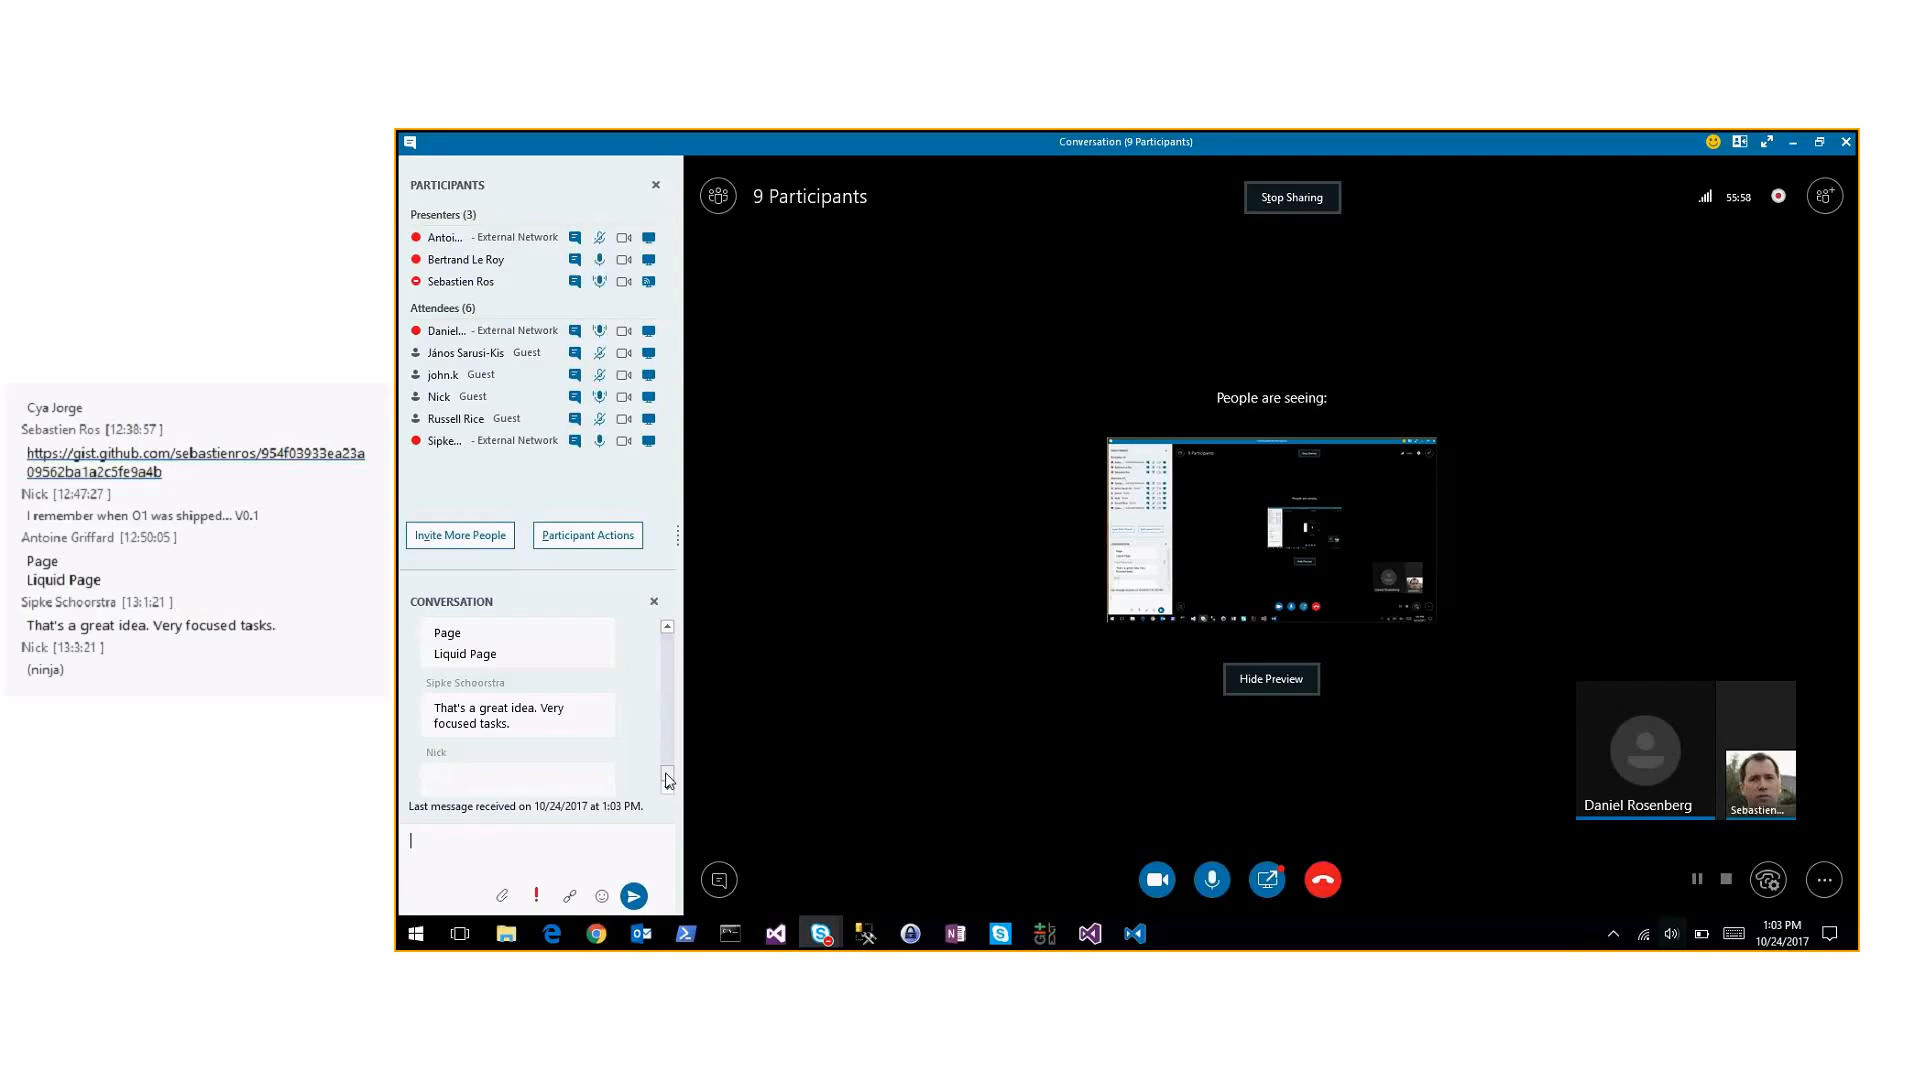 Cya Jorge
Sebastien Ros [12:38:57 ]
https://gist.github.com/sebastienros/954f03933ea23a
09562ba1a2c5fe9a4b
Nick [12:47:27 ]
I remember when O1 was shipped... V0.1
Antoine Griffard [12:50:05 ]
Page
Liquid Page
Sipke Schoorstra [13:1:21 ]
That's a great idea. Very focused tasks.
Nick [13:3:21 ]
(ninja)
Conversation (9 Participants)
PARTICIPANTS
Presenters (3)
Antoi... - External Network
Bertrand Le Roy
Sebastien Ros
Attendees (6)
Daniel... - External Network
János Sarusi-Kis Guest
john.k Guest
Nick Guest
Russell Rice Guest
Sipke... - External Network
Invite More People
Participant Actions
CONVERSATION
Page
Liquid Page
Sipke Schoorstra
That's a great idea. Very
focused tasks.
Nick
Last message received on 10/24/2017 at 1:03 PM.
9 Participants
Stop Sharing
55:58
People are seeing:
Hide Preview
Daniel Rosenberg
Sebastien...
1:03 PM
10/24/2017